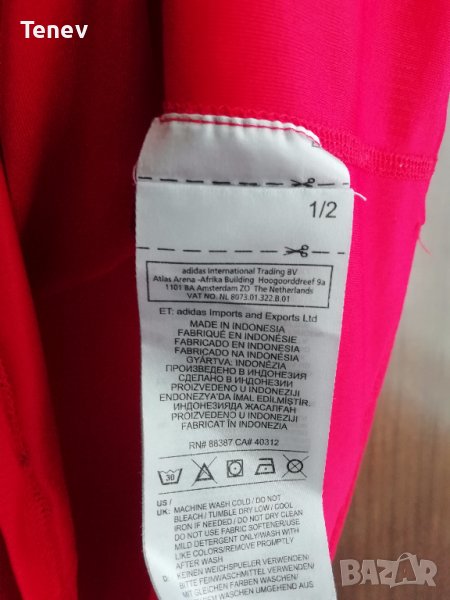 Tenev
1/2
adidas International Trading BV
Atlas Arena -Afrika Building Hoogoorddreef 9a
1101 BA Amsterdam ZO The Netherlands
VAT NO. NL 8073.01.322.B.01
ET: adidas Imports and Exports Ltd
MADE IN INDONESIA
FABRIQUÉ EN INDONÉSIE
FABRICADO EN INDONESIA
FABRICADO NA INDONÉSIA
GYÁRTVA: INDONÉZIA
ПРОИЗВЕДЕНО В ИНДОНЕЗИЯ
СДЕЛАНО В ИНДОНЕЗИИ
PROIZVEDENO U INDONEZIJI
ENDONEZYA'DA İMAL EDİLMİŞTİR.
ИНДОНЕЗИЯДА ЖАСАЛҒАН
PROIZVEDENO U INDONEZIJI
FABRICAT ÎN INDONEZIA
RN# 88387 CA# 40312
30
US /
UK: MACHINE WASH COLD / DO NOT
BLEACH / TUMBLE DRY LOW / COOL
IRON IF NEEDED / DO NOT DRY CLEAN
DO NOT USE FABRIC SOFTENER/USE
MILD DETERGENT ONLY/WASH WITH
LIKE COLORS/REMOVE PROMPTLY
AFTER WASH
D: KEINEN WEICHSPÜLER VERWENDEN/
BITTE FEINWASCHMITTEL VERWENDEN/
MIT GLEICHEN FARBEN WASCHEN/
BAZAR